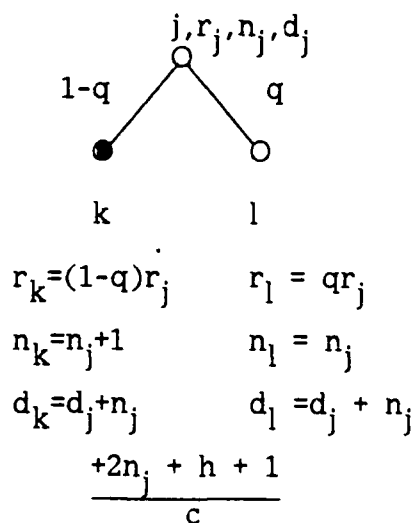 j,r_j,n_j,d_j
1-q q
k l
r_k=(1-q)r_j r_l = qr_j
n_k=n_j+1 n_l = n_j
d_k=d_j+n_j d_l =d_j + n_j
+2n_j + h + 1
c